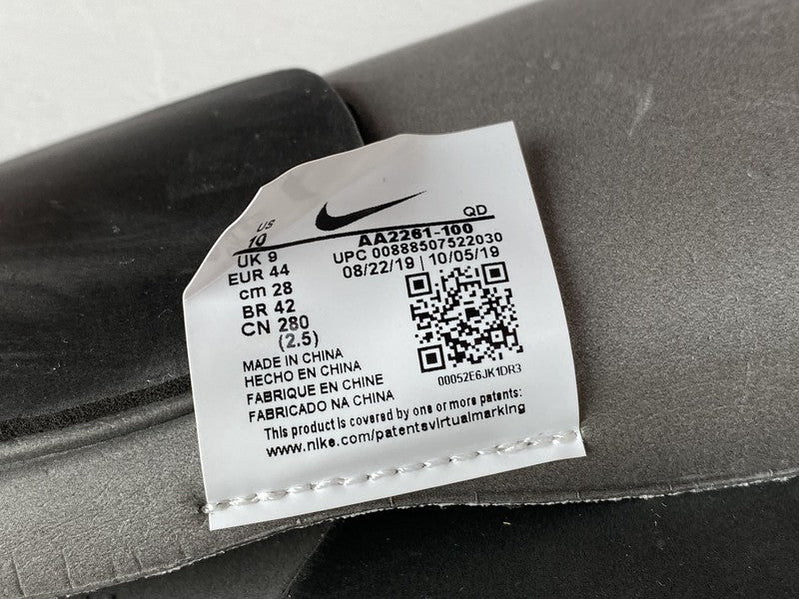 US
10
UK 9
EUR 44
cm 28
BR 42
CN 280
(2.5)
QD
AA2261-100
UPC 00888507522030
08/22/19 | 10/05/19
00052E6JK1DR3
MADE IN CHINA
HECHO EN CHINA
FABRIQUE EN CHINE
FABRICADO NA CHINA
This product is covered by one or more patents:
www.nike.com/patentsvirtualmarking